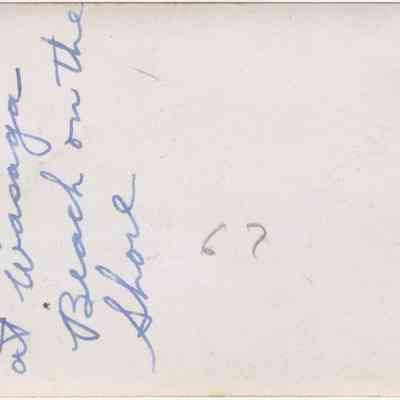 at Wasaga
Beach on the
Shore
67